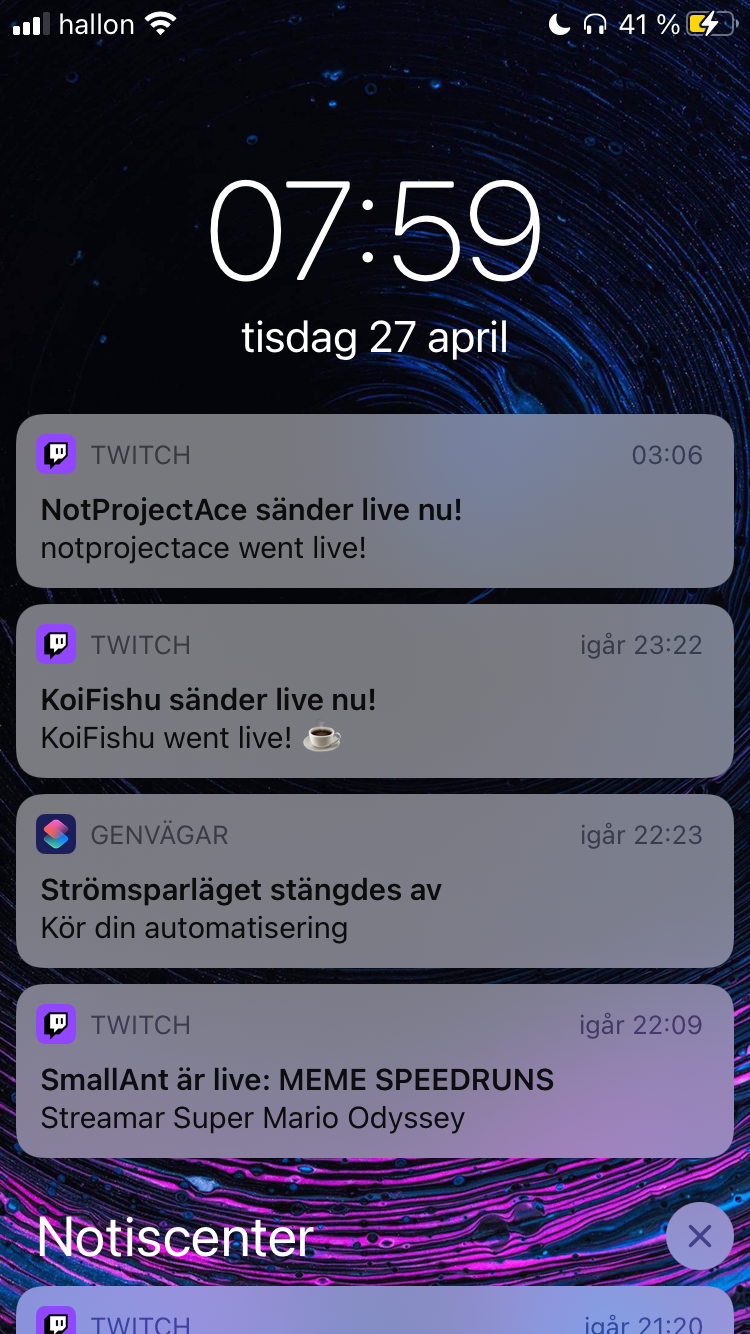 hallon 41 %
07:59
tisdag 27 april
TWITCH 03:06
NotProjectAce sänder live nu!
notprojectace went live!
TWITCH igår 23:22
KoiFishu sänder live nu!
KoiFishu went live! ☕
GENVÄGAR igår 22:23
Strömsparläget stängdes av
Kör din automatisering
TWITCH igår 22:09
SmallAnt är live: MEME SPEEDRUNS
Streamar Super Mario Odyssey
Notiscenter
TWITCH igår 21:20